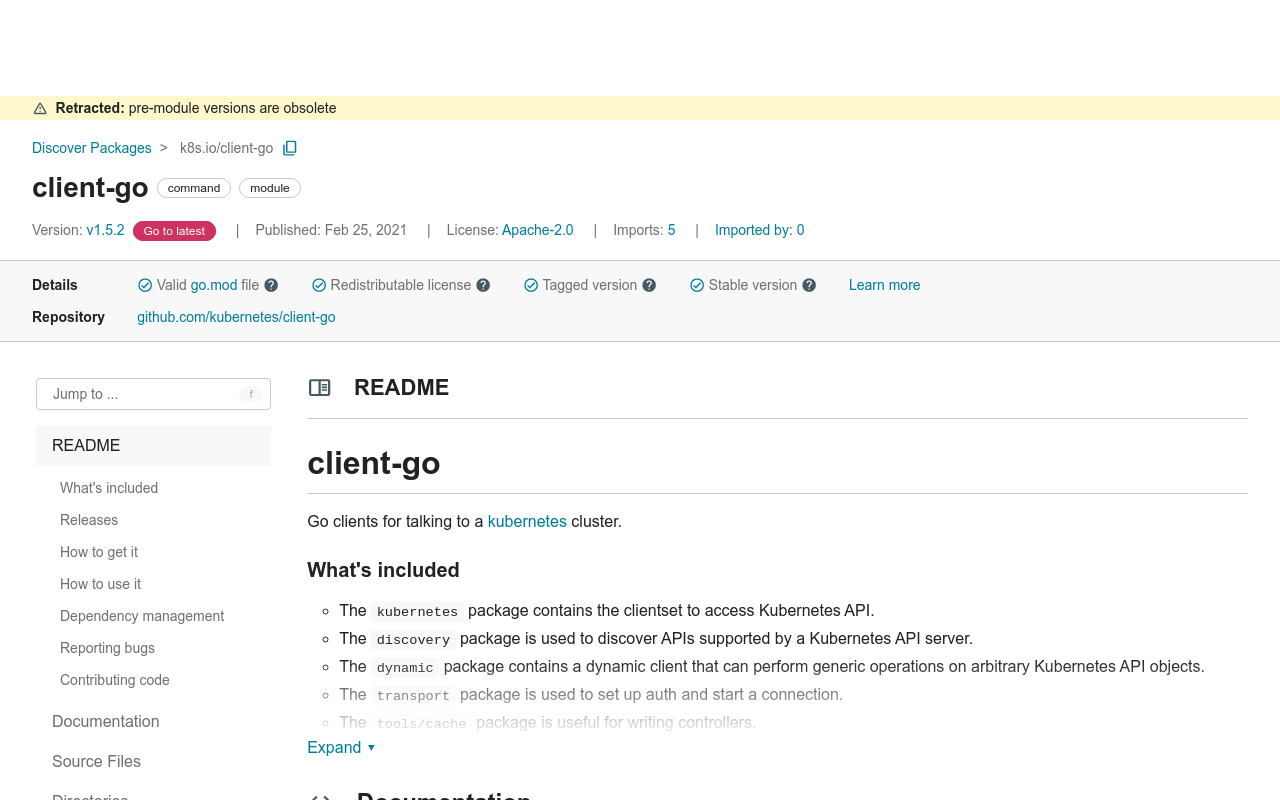 Retracted: pre-module versions are obsolete
Discover Packages > k8s.io/client-go
client-go command module
Version: v1.5.2 Go to latest | Published: Feb 25, 2021 | License: Apache-2.0 | Imports: 5 | Imported by: 0
Details Valid go.mod file ? Redistributable license ? Tagged version ? Stable version ? Learn more
Repository github.com/kubernetes/client-go
Jump to ... f
README
What's included
Releases
How to get it
How to use it
Dependency management
Reporting bugs
Contributing code
Documentation
Source Files
Directories
README
client-go
Go clients for talking to a kubernetes cluster.
What's included
The kubernetes package contains the clientset to access Kubernetes API.
The discovery package is used to discover APIs supported by a Kubernetes API server.
The dynamic package contains a dynamic client that can perform generic operations on arbitrary Kubernetes API objects.
The transport package is used to set up auth and start a connection.
The tools/cache package is useful for writing controllers.
Expand
Documentation